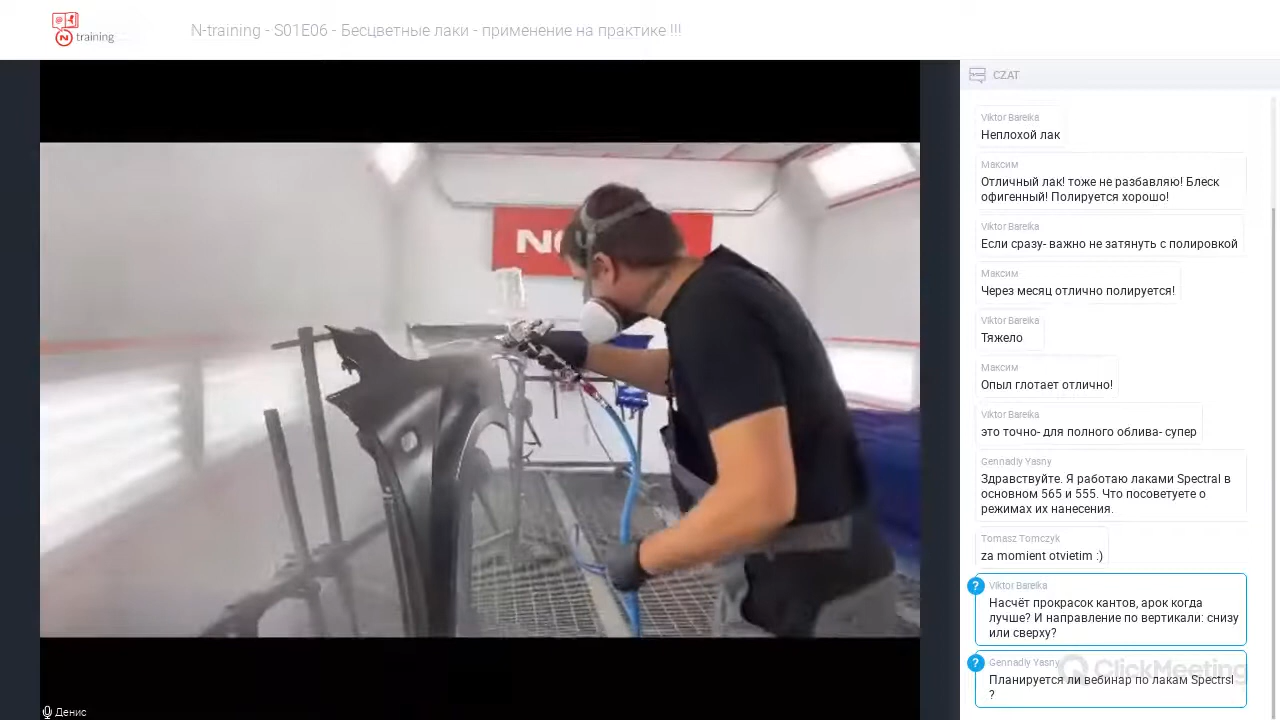 training
N-training - S01E06 - Бесцветные лаки - применение на практике !!!
CZAT
Viktor Bareika
Неплохой лак
Максим
Отличный лак! тоже не разбавляю! Блеск
офигенный! Полируется хорошо!
Viktor Bareika
Если сразу- важно не затянуть с полировкой
Максим
Через месяц отлично полируется!
Viktor Bareika
Тяжело
Максим
Опыл глотает отлично!
Viktor Bareika
это точно- для полного облива- супер
Gennadiy Yasny
Здравствуйте. Я работаю лаками Spectral в
основном 565 и 555. Что посоветуете о
режимах их нанесения.
Tomasz Tomczyk
za momient otvietim :)
?
Viktor Bareika
Насчёт прокрасок кантов, арок когда
лучше? И направление по вертикали: снизу
или сверху?
?
Gennadiy Yasny
ClickMeeting
Планируется ли вебинар по лакам Spectrsl
?
Денис